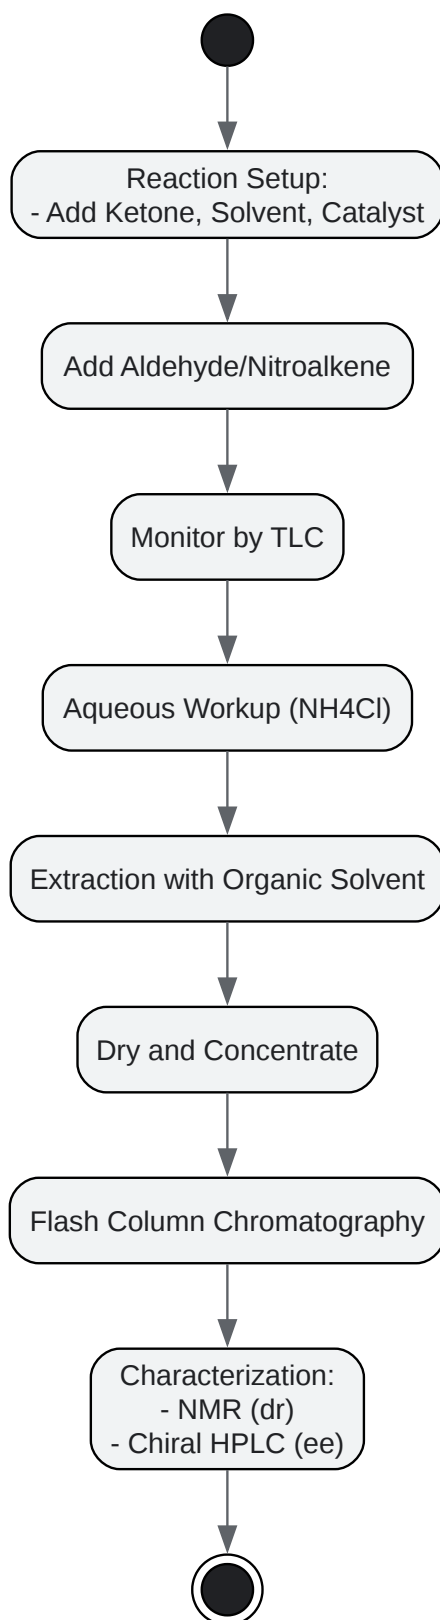 Reaction Setup:
- Add Ketone, Solvent, Catalyst
Add Aldehyde/Nitroalkene
Monitor by TLC
Aqueous Workup (NH4Cl)
Extraction with Organic Solvent
Dry and Concentrate
Flash Column Chromatography
Characterization:
- NMR (dr)
- Chiral HPLC (ee)